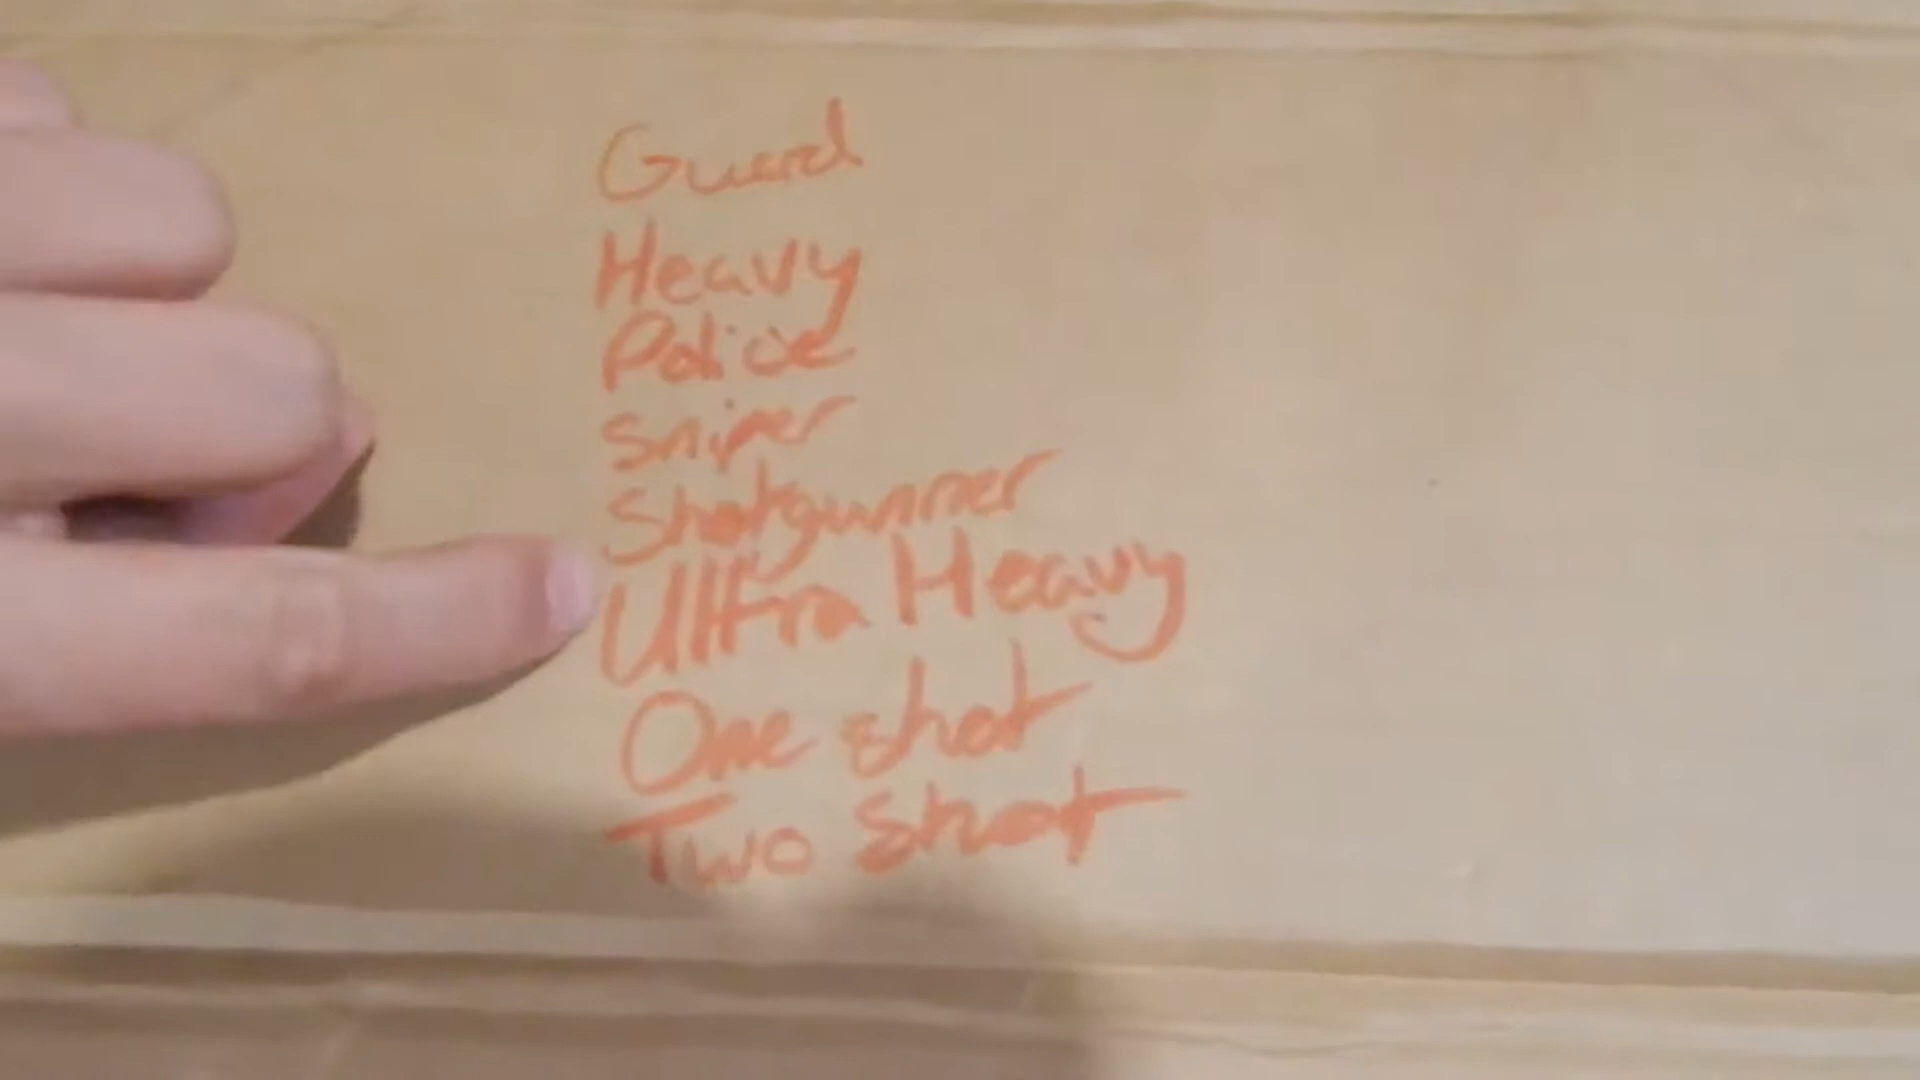 Guard
Heavy
Police
Sniper
Shotgunner
Ultra Heavy
One shot
Two Shot